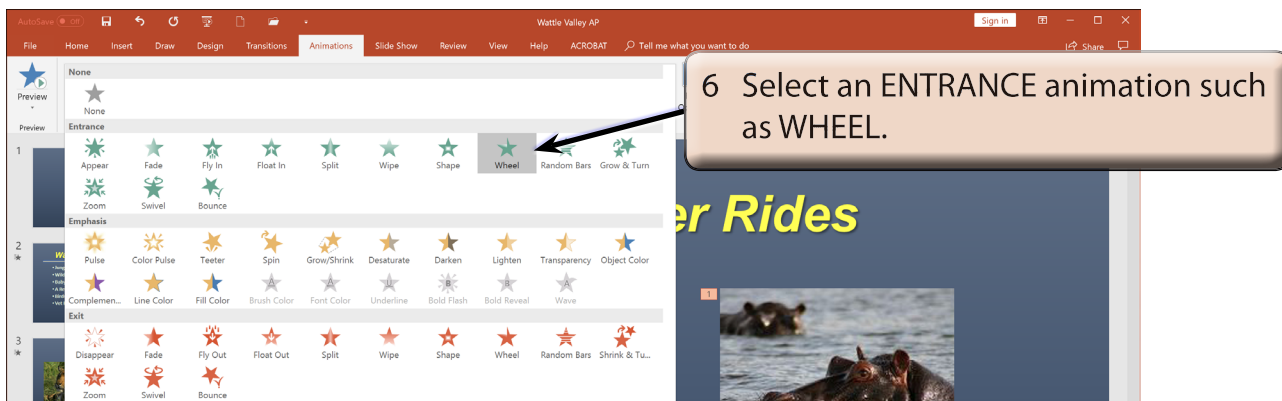 AutoSave Off Wattle Valley AP Sign in
File Home Insert Draw Design Transitions Animations Slide Show Review View Help ACROBAT Tell me what you want to do Share
6 Select an ENTRANCE animation such
as WHEEL.
Preview
Preview
None
None
Entrance
Appear Fade Fly In Float In Split Wipe Shape Wheel Random Bars Grow & Turn
Zoom Swivel Bounce
Emphasis
Pulse Color Pulse Teeter Spin Grow/Shrink Desaturate Darken Lighten Transparency Object Color
Complemen... Line Color Fill Color Brush Color Font Color Underline Bold Flash Bold Reveal Wave
Exit
Disappear Fade Fly Out Float Out Split Wipe Shape Wheel Random Bars Shrink & Tu...
Zoom Swivel Bounce
1
2
3
er Rides
1